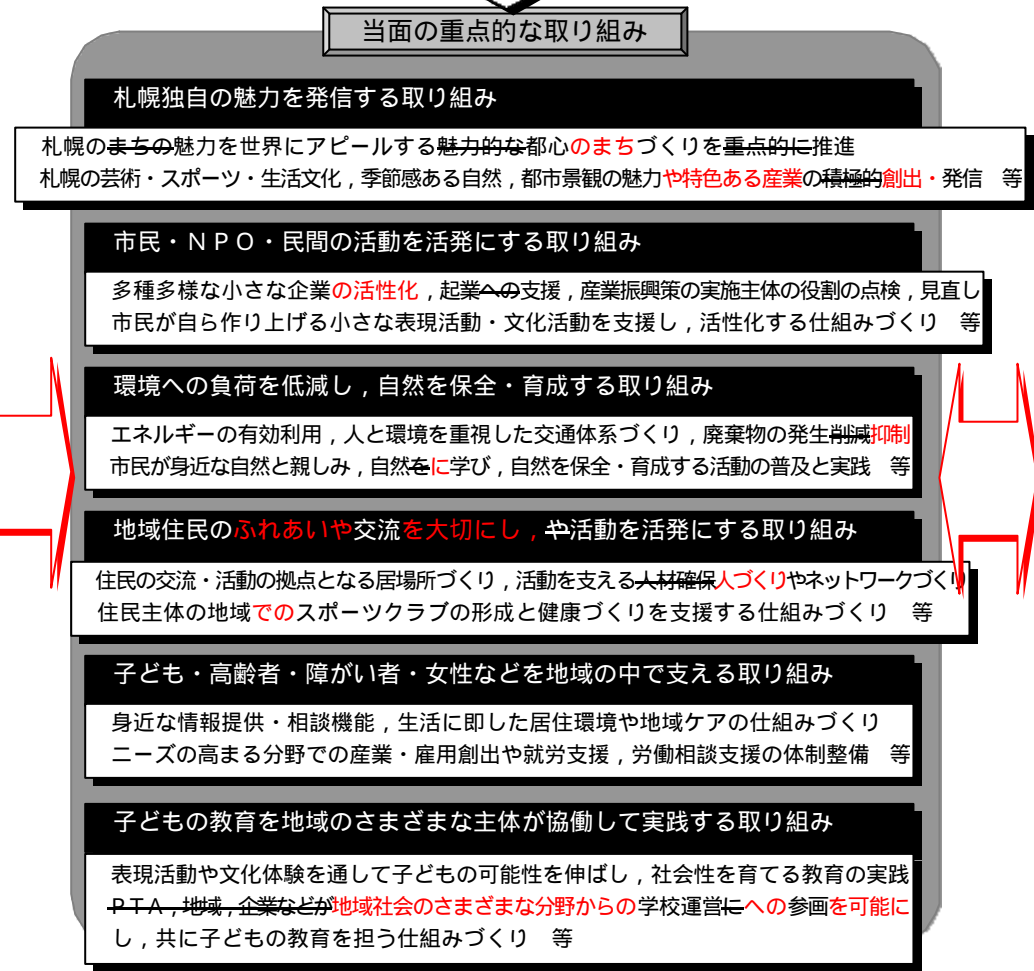 当面の重点的な取り組み
札幌独自の魅力を発信する取り組み
札幌のまちの魅力を世界にアピールする魅力的な都心のまちづくりを重点的に推進
札幌の芸術・スポーツ・生活文化，季節感ある自然，都市景観の魅力や特色ある産業の積極的創出・発信　等
市民・ＮＰＯ・民間の活動を活発にする取り組み
多種多様な小さな企業の活性化，起業への支援，産業振興策の実施主体の役割の点検，見直し
市民が自ら作り上げる小さな表現活動・文化活動を支援し，活性化する仕組みづくり　等
環境への負荷を低減し，自然を保全・育成する取り組み
エネルギーの有効利用，人と環境を重視した交通体系づくり，廃棄物の発生削減抑制
市民が身近な自然と親しみ，自然をに学び，自然を保全・育成する活動の普及と実践　等
地域住民のふれあいや交流を大切にし，や活動を活発にする取り組み
住民の交流・活動の拠点となる居場所づくり，活動を支える人材確保人づくりやネットワークづくり
住民主体の地域でのスポーツクラブの形成と健康づくりを支援する仕組みづくり　等
子ども・高齢者・障がい者・女性などを地域の中で支える取り組み
身近な情報提供・相談機能，生活に即した居住環境や地域ケアの仕組みづくり
ニーズの高まる分野での産業・雇用創出や就労支援，労働相談支援の体制整備　等
子どもの教育を地域のさまざまな主体が協働して実践する取り組み
表現活動や文化体験を通して子どもの可能性を伸ばし，社会性を育てる教育の実践
ＰＴＡ，地域，企業などが地域社会のさまざまな分野からの学校運営にへの参画を可能に
し，共に子どもの教育を担う仕組みづくり　等